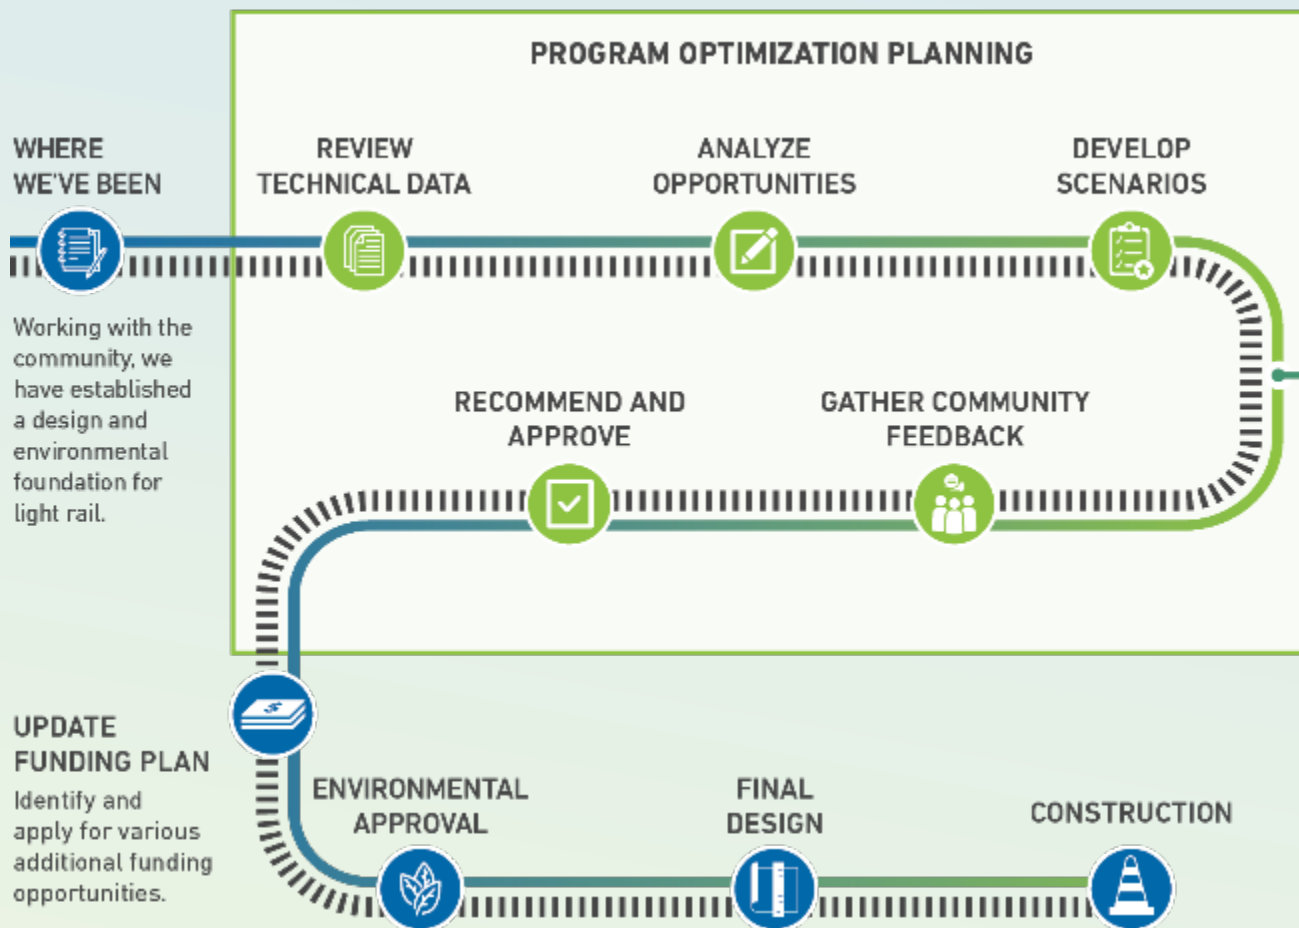 PROGRAM OPTIMIZATION PLANNING
WHERE
WE'VE BEEN
Working with the
community, we
have established
a design and
environmental
foundation for
light rail.
REVIEW
TECHNICAL DATA
ANALYZE
OPPORTUNITIES
DEVELOP
SCENARIOS
GATHER COMMUNITY
FEEDBACK
RECOMMEND AND
APPROVE
UPDATE
FUNDING PLAN
Identify and
apply for various
additional funding
opportunities.
$
ENVIRONMENTAL
APPROVAL
FINAL
DESIGN
CONSTRUCTION